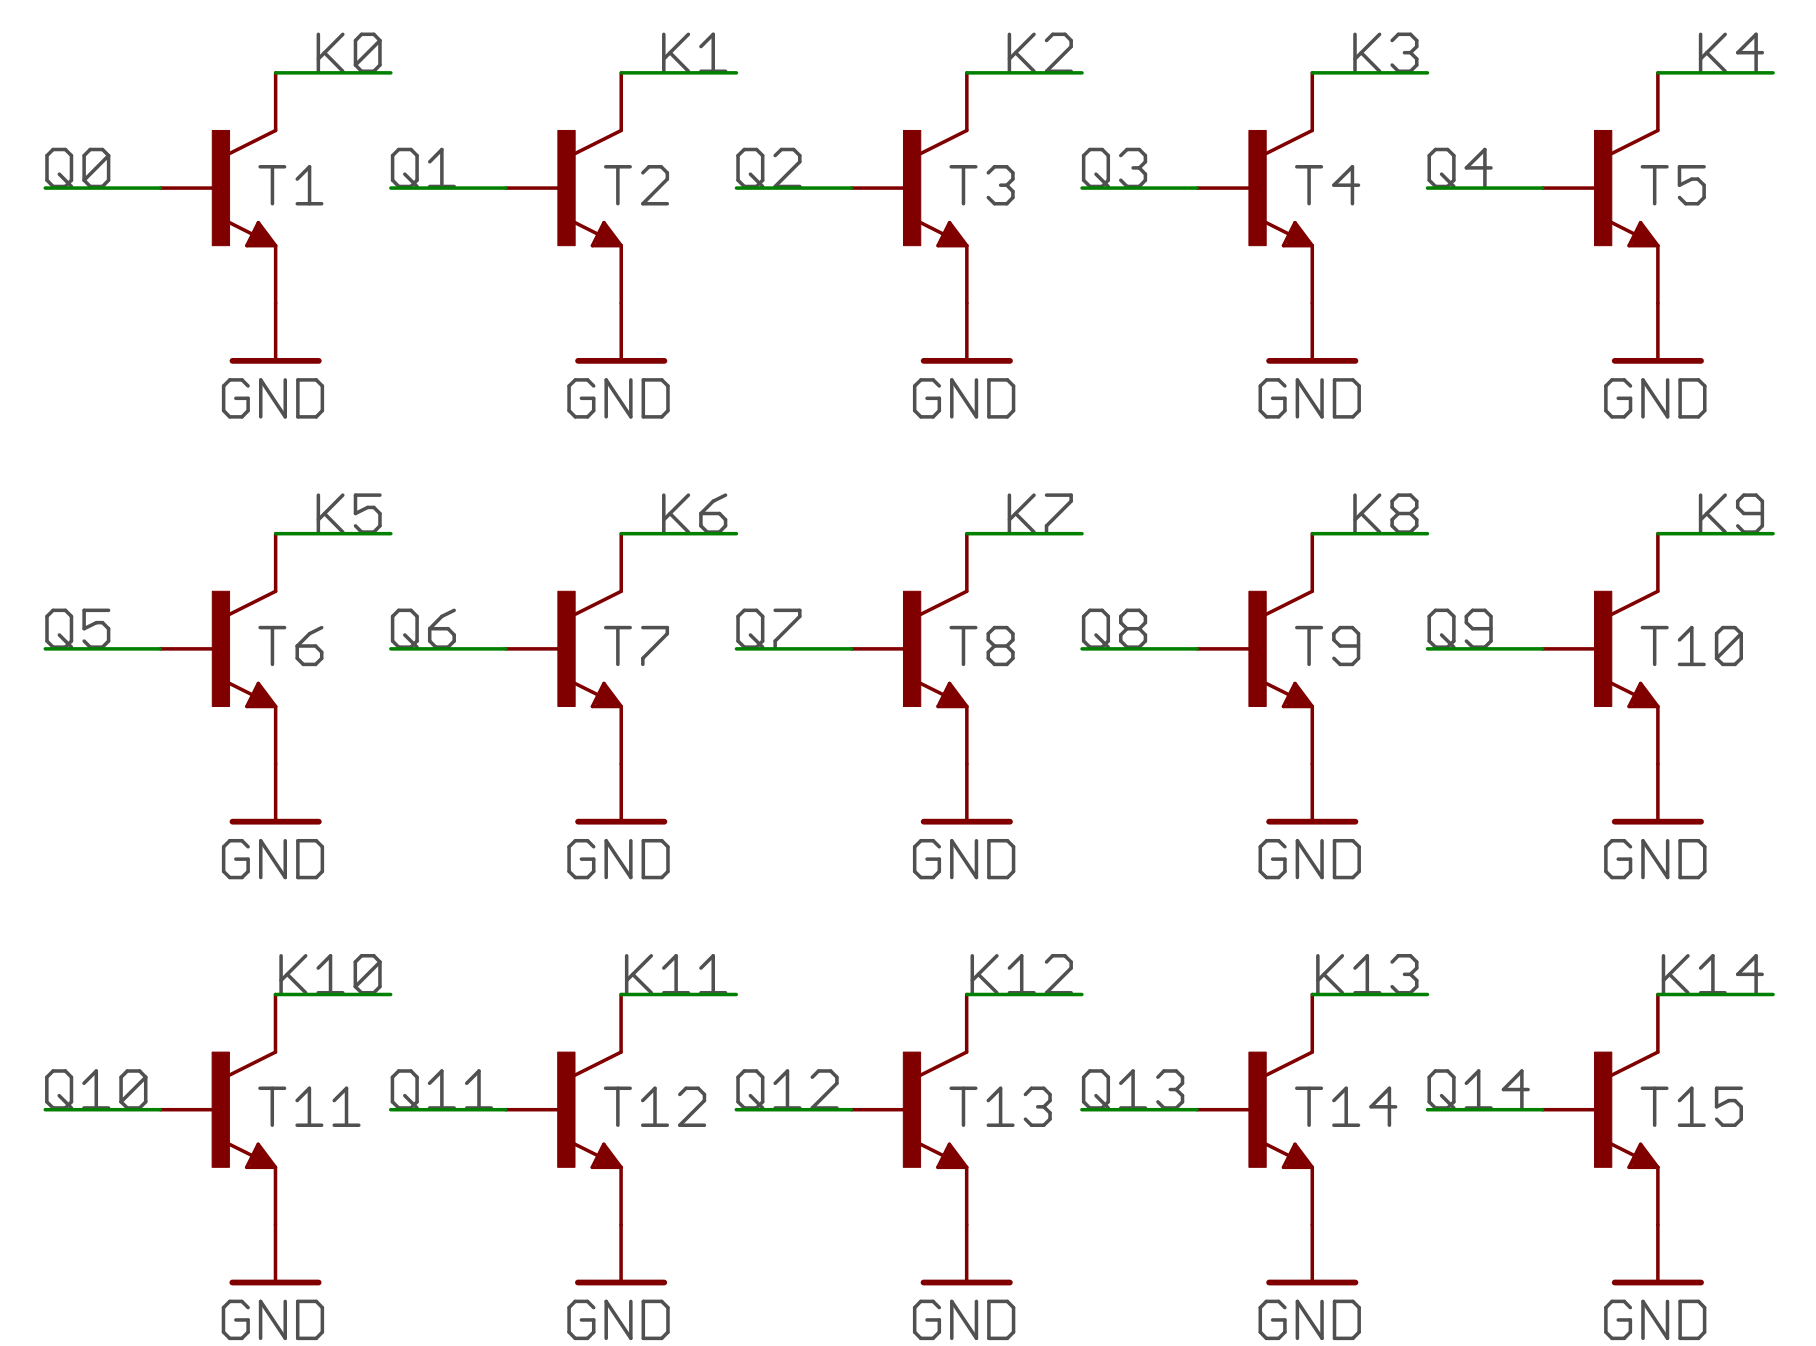 K0 K1 K2 K3 K4
Q0 T1 Q1 T2 Q2 T3 Q3 T4 Q4 T5
GND GND GND GND GND
K5 K6 K7 K8 K9
Q5 T6 Q6 T7 Q7 T8 Q8 T9 Q9 T10
GND GND GND GND GND
K10 K11 K12 K13 K14
Q10 T11 Q11 T12 Q12 T13 Q13 T14 Q14 T15
GND GND GND GND GND